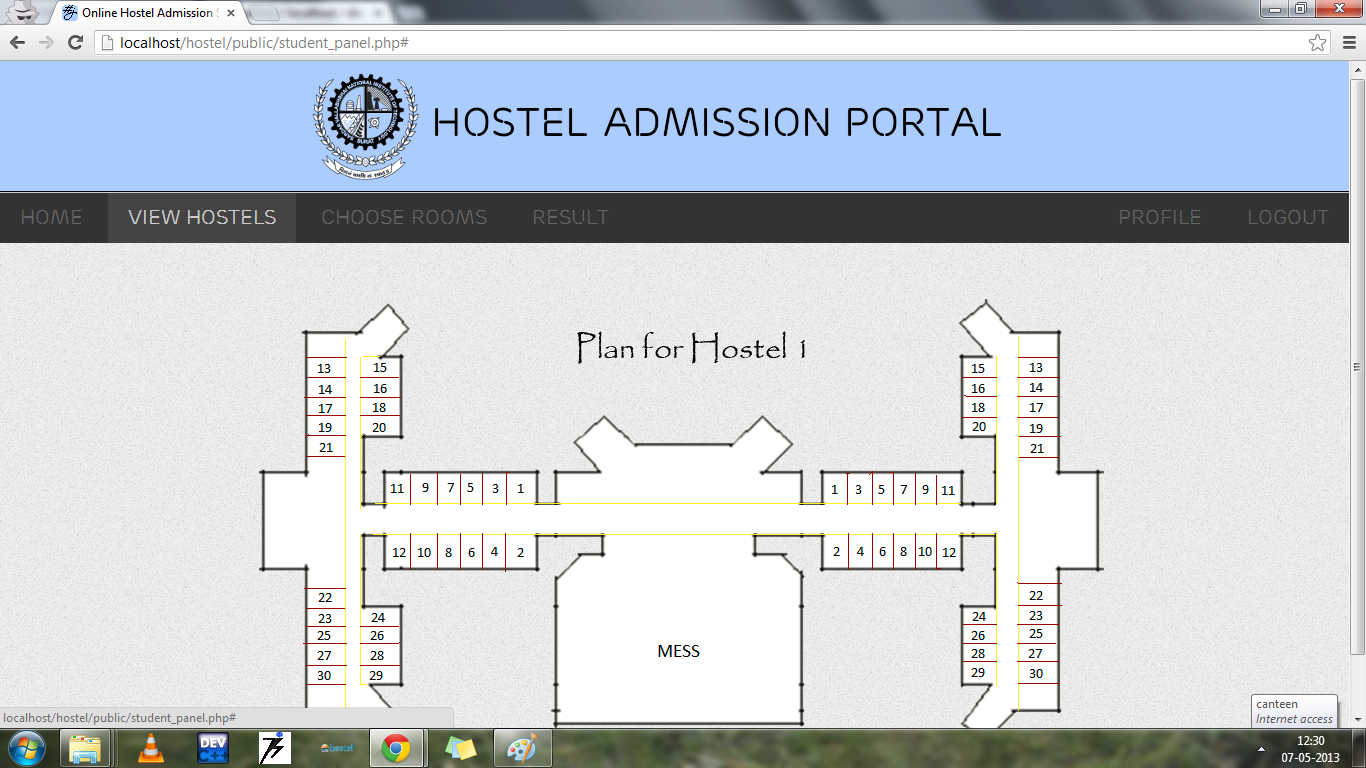 Online Hostel Admission S
localhost/hostel/public/student_panel.php#
HOSTEL ADMISSION PORTAL
SURAT
HOME VIEW HOSTELS CHOOSE ROOMS RESULT PROFILE LOGOUT
Plan for Hostel 1
13 15 15 13
14 16 16 14
17 18 18 17
19 20 20 19
21 21
11 9 7 5 3 1 1 3 5 7 9 11
12 10 8 6 4 2 2 4 6 8 10 12
22 22
23 24 24 23
25 26 26 25
27 28 28 27
30 29 29 30
MESS
canteen
Internet access
localhost/hostel/public/student_panel.php#
DEV
C++
12:30
07-05-2013